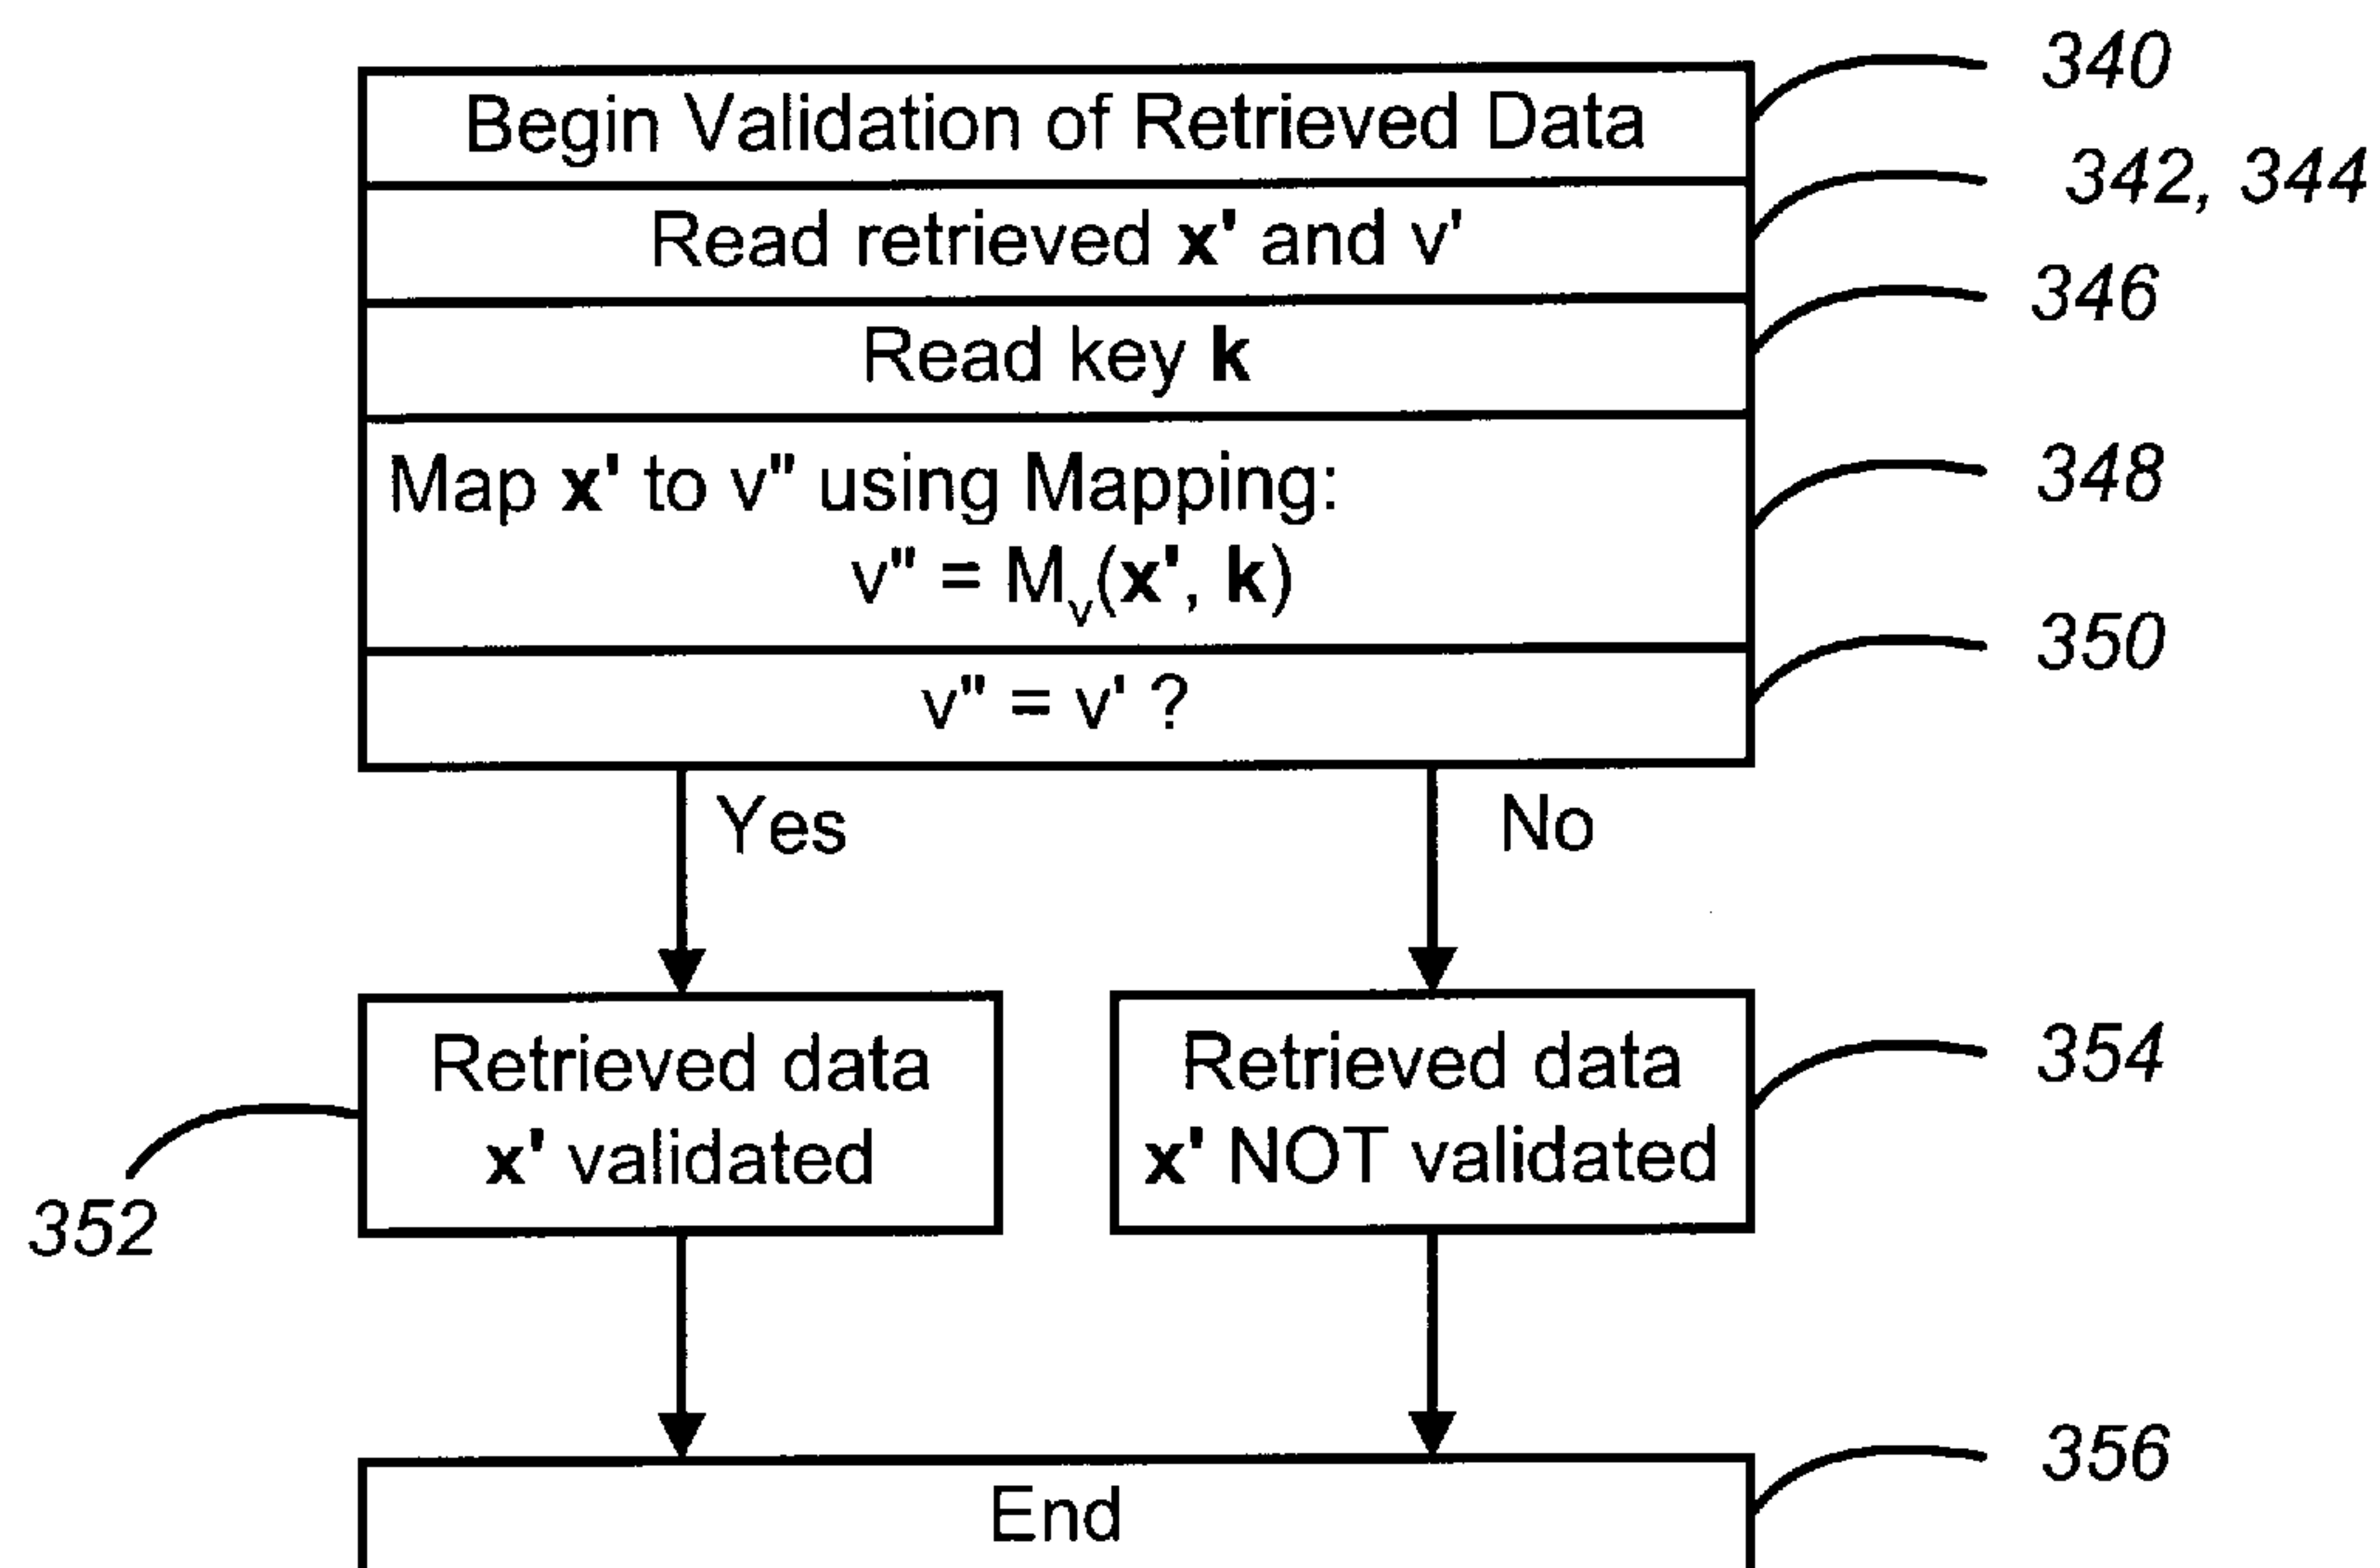 340
Begin Validation of Retrieved Data
342, 344
Read retrieved x' and v'
346
Read key k
Map x' to v" using Mapping:
348
v" = Mv(x', k)
350
v" = v' ?
Yes
No
Retrieved data
x' validated
Retrieved data
x' NOT validated
354
352
356
End